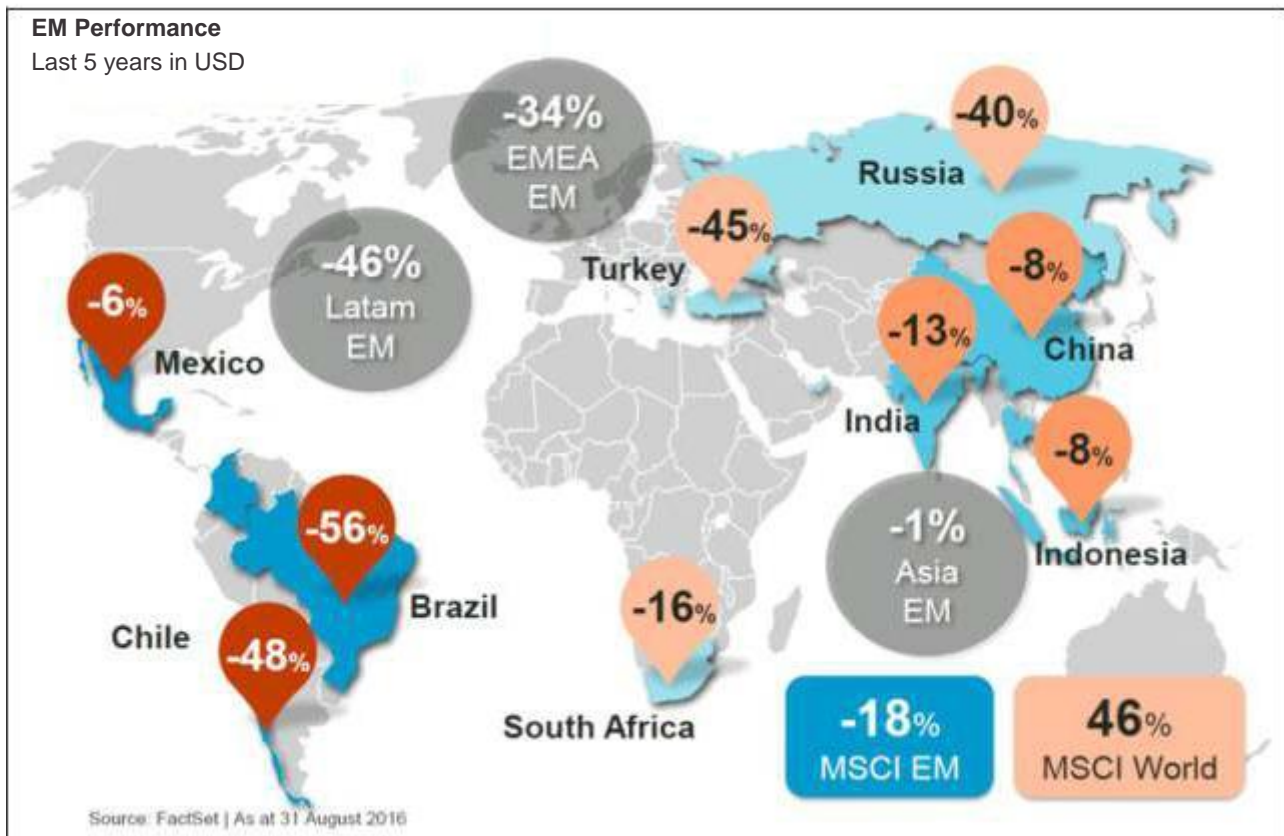 EM Performance
Last 5 years in USD
-34%
EMEA
EM
-40%
Russia
-45%
Turkey
-46%
Latam
EM
-8%
China
-6%
Mexico
-13%
India
-8%
Indonesia
-1%
Asia
EM
-56%
Brazil
-16%
South Africa
Chile
-48%
-18%
MSCI EM
46%
MSCI World
Source: FactSet | As at 31 August 2016